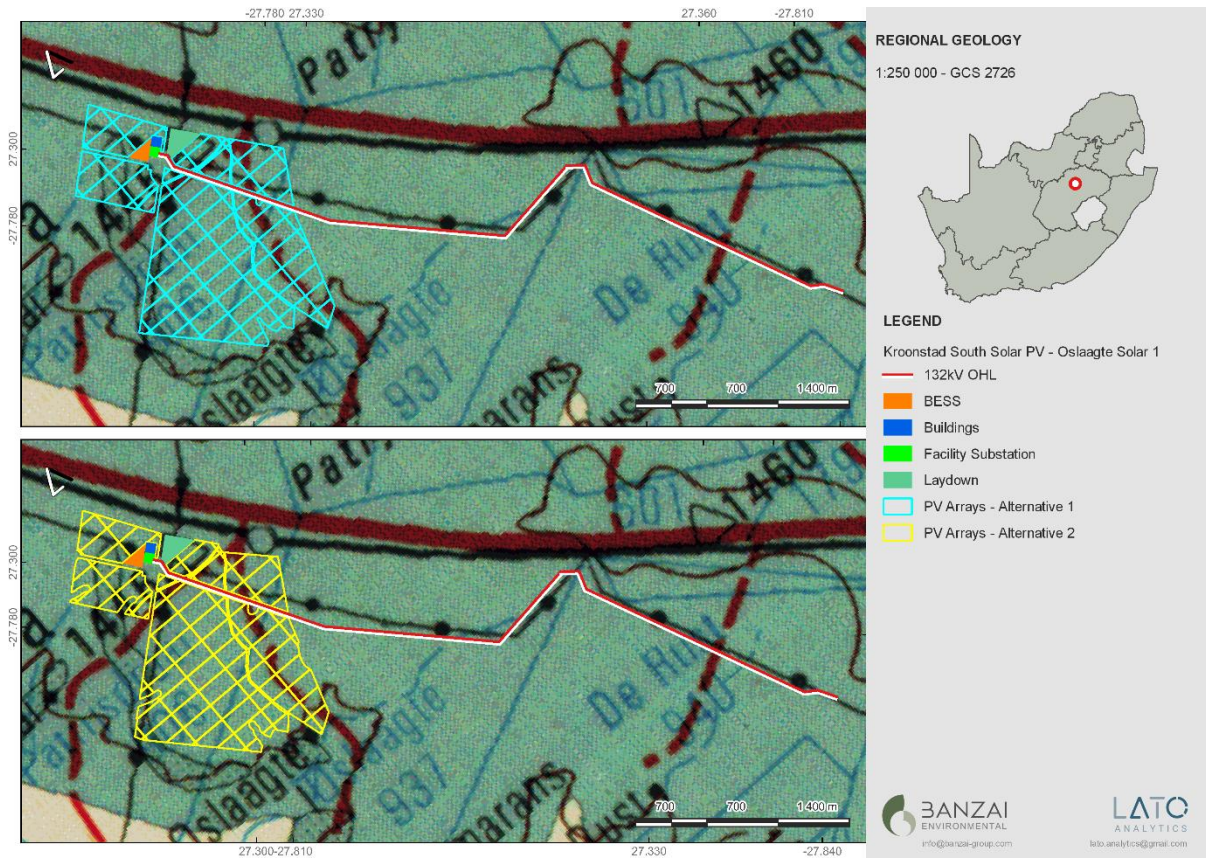 -27.780 27.330
27.360
-27.810
27.300
-27.780
1460
607
De Rust
940
Oslaagte
937
700
700
1 400 m
27.300
-27.780
1460
607
De Rust
940
Oslaagte
937
700
700
1 400 m
27.300 -27.810
27.330
-27.840
REGIONAL GEOLOGY
1:250 000 - GCS 2726
LEGEND
Kroonstad South Solar PV - Oslaagte Solar 1
132kV OHL
BESS
Buildings
Facility Substation
Laydown
PV Arrays - Alternative 1
PV Arrays - Alternative 2
BANZAI
ENVIRONMENTAL
info@banzai-group.com
LATO
ANALYTICS
lato.analytics@gmail.com